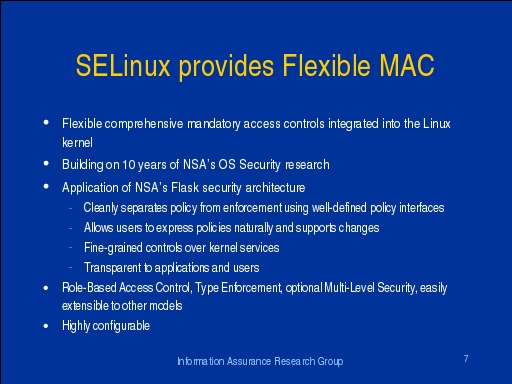 SELinux provides Flexible MAC
• Flexible comprehensive mandatory access controls integrated into the Linux
kernel
• Building on 10 years of NSA's OS Security research
• Application of NSA's Flask security architecture
- Cleanly separates policy from enforcement using well-defined policy interfaces
- Allows users to express policies naturally and supports changes
- Fine-grained controls over kernel services
- Transparent to applications and users
• Role-Based Access Control, Type Enforcement, optional Multi-Level Security, easily
extensible to other models
• Highly configurable
Information Assurance Research Group
7